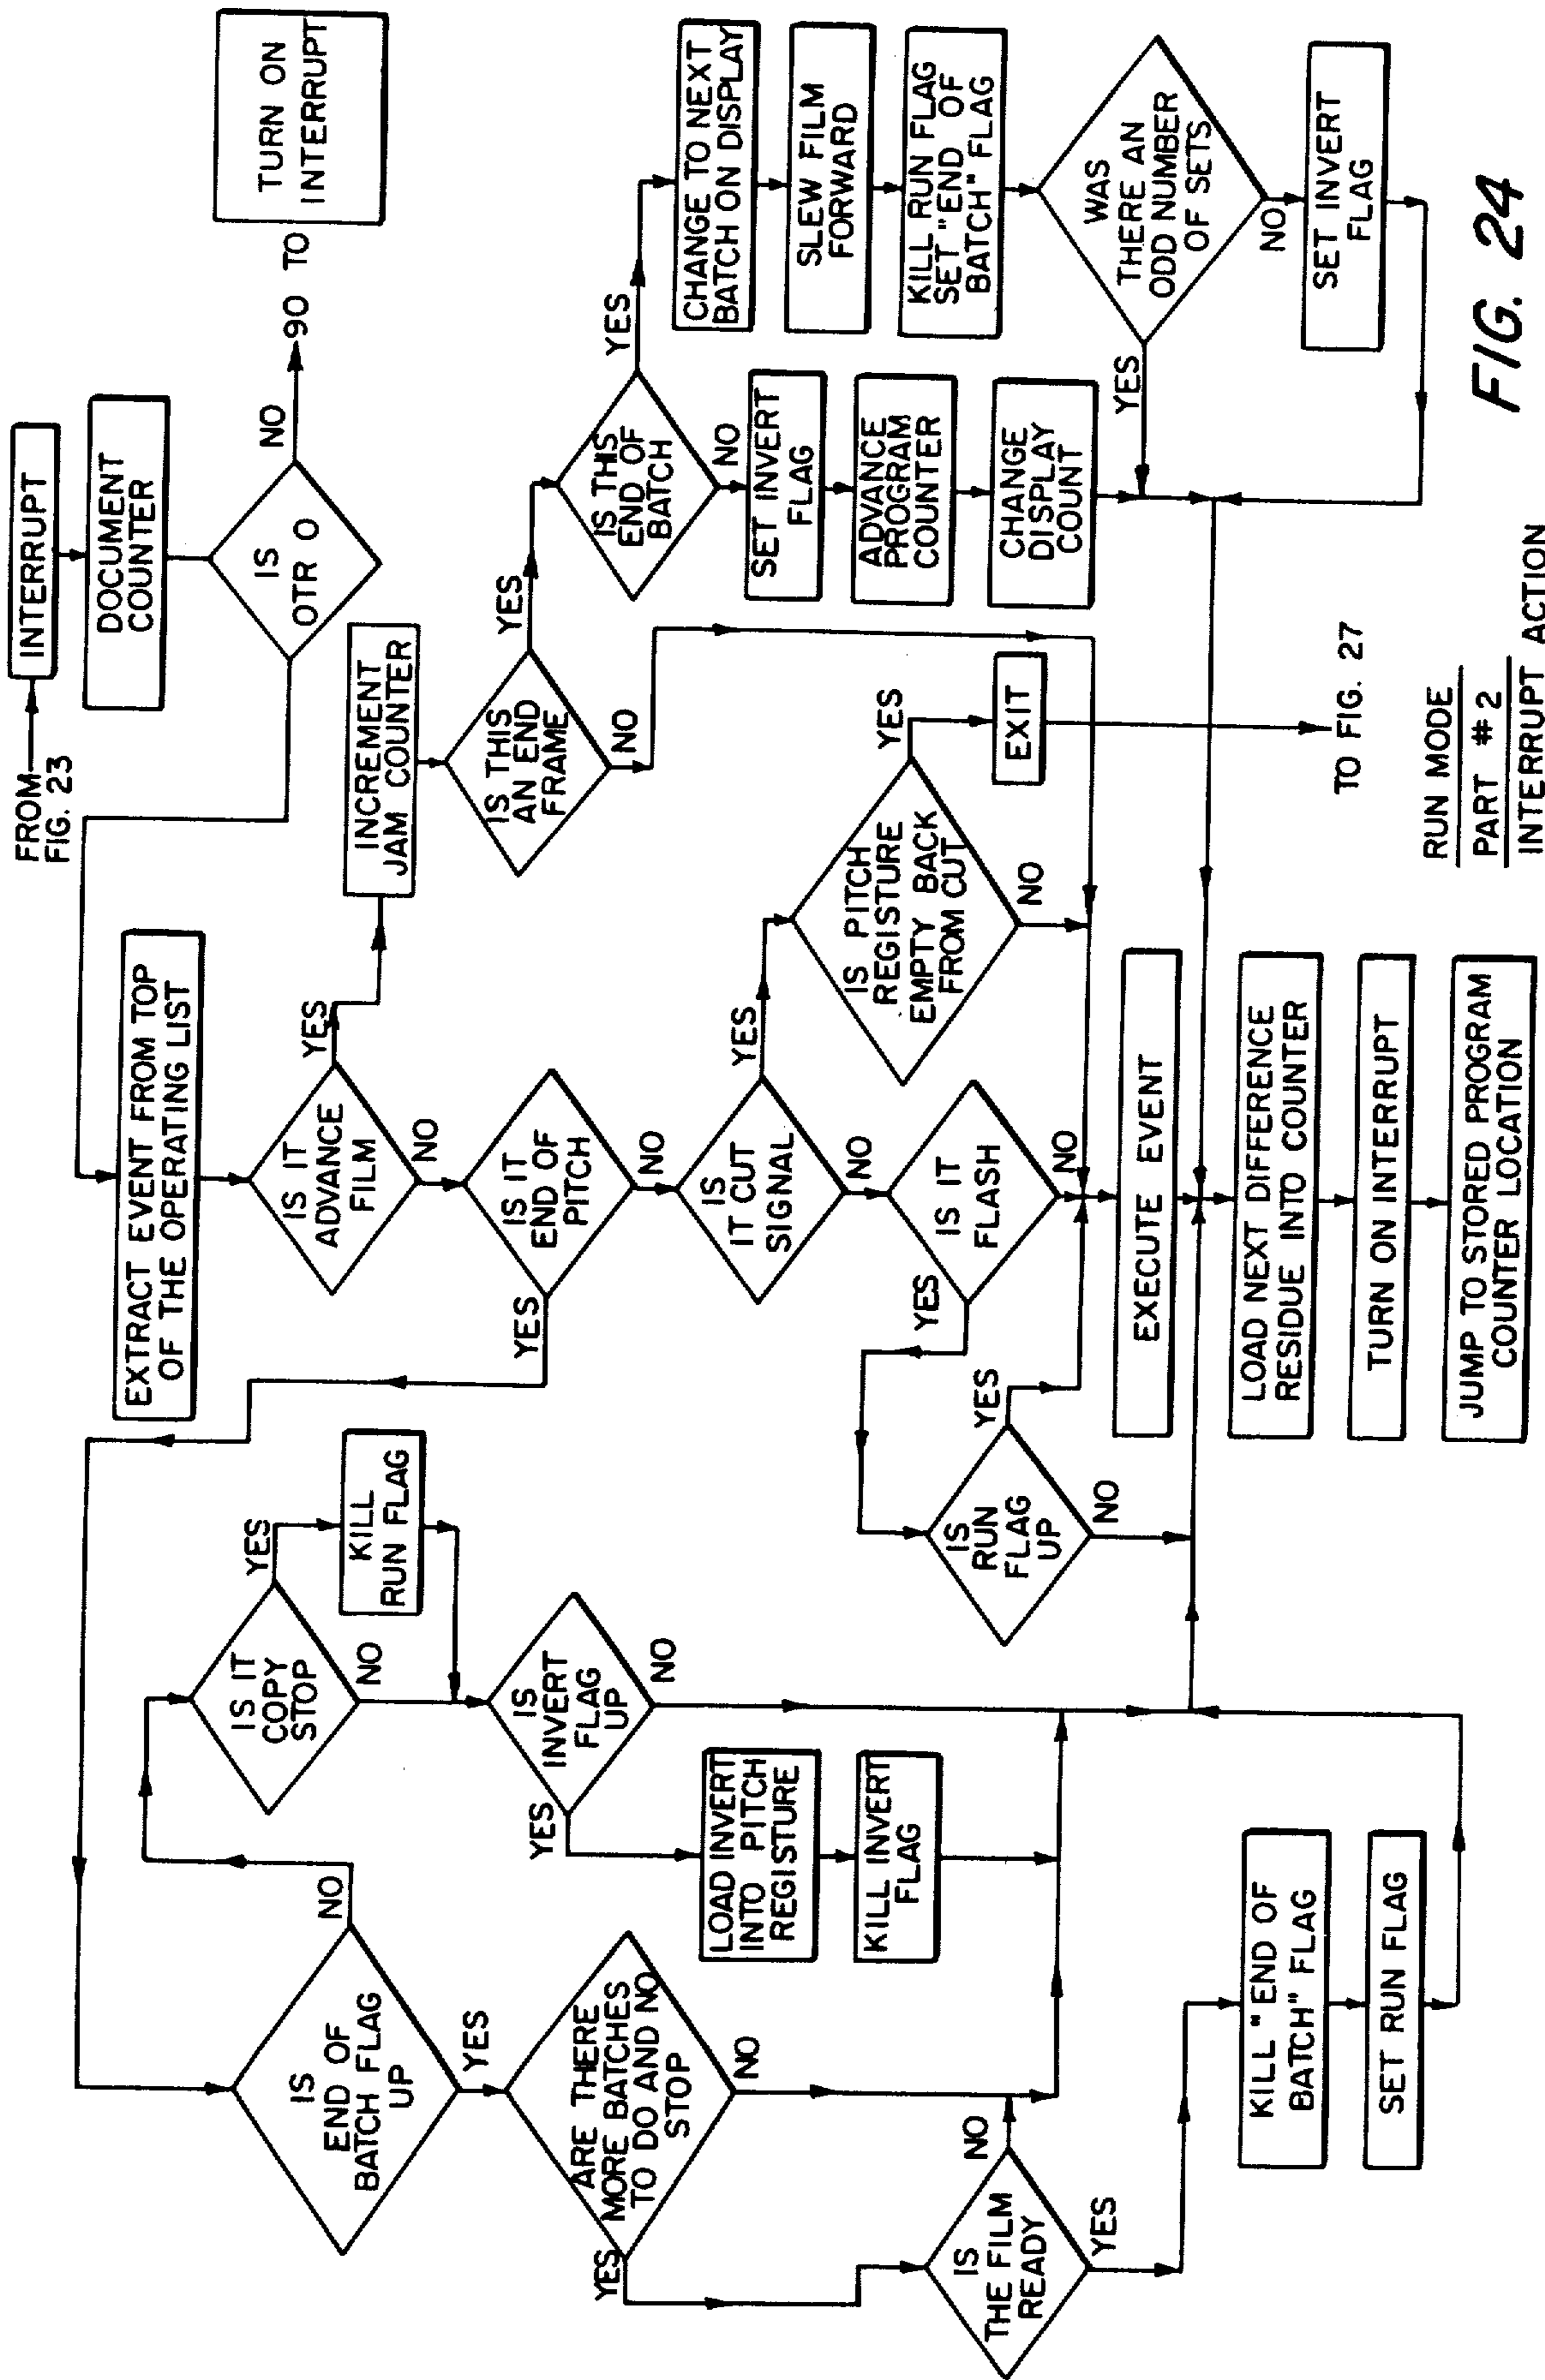 FROM
FIG. 23
INTERRUPT
DOCUMENT
COUNTER
IS
OTR O
NO
90 TO
TURN ON
INTERRUPT
EXTRACT EVENT FROM TOP
OF THE OPERATING LIST
IS IT
ADVANCE
FILM
YES
INCREMENT
JAM COUNTER
NO
IS THIS
AN END
FRAME
YES
NO
IS THIS
END OF
BATCH
YES
CHANGE TO NEXT
BATCH ON DISPLAY
SLEW FILM
FORWARD
KILL RUN FLAG
SET "END OF
BATCH" FLAG
WAS
THERE AN
ODD NUMBER
OF SETS
YES
NO
SET INVERT
FLAG
NO
SET INVERT
FLAG
ADVANCE
PROGRAM
COUNTER
CHANGE
DISPLAY
COUNT
IS IT
END OF
PITCH
YES
NO
IS
IT CUT
SIGNAL
YES
IS PITCH
REGISTURE
EMPTY BACK
FROM CUT
YES
EXIT
TO FIG. 27
NO
NO
IS IT
FLASH
YES
NO
IS
RUN
FLAG
UP
YES
NO
EXECUTE EVENT
LOAD NEXT DIFFERENCE
RESIDUE INTO COUNTER
TURN ON INTERRUPT
JUMP TO STORED PROGRAM
COUNTER LOCATION
IS
END OF
BATCH FLAG
UP
NO
IS IT
COPY
STOP
YES
KILL
RUN FLAG
NO
IS
INVERT
FLAG
UP
NO
YES
LOAD INVERT
INTO PITCH
REGISTURE
KILL INVERT
FLAG
YES
ARE THERE
MORE BATCHES
TO DO AND NO
STOP
NO
YES
IS
THE FILM
READY
NO
YES
KILL "END OF
BATCH" FLAG
SET RUN FLAG
RUN MODE
PART #2
INTERRUPT ACTION
FIG. 24